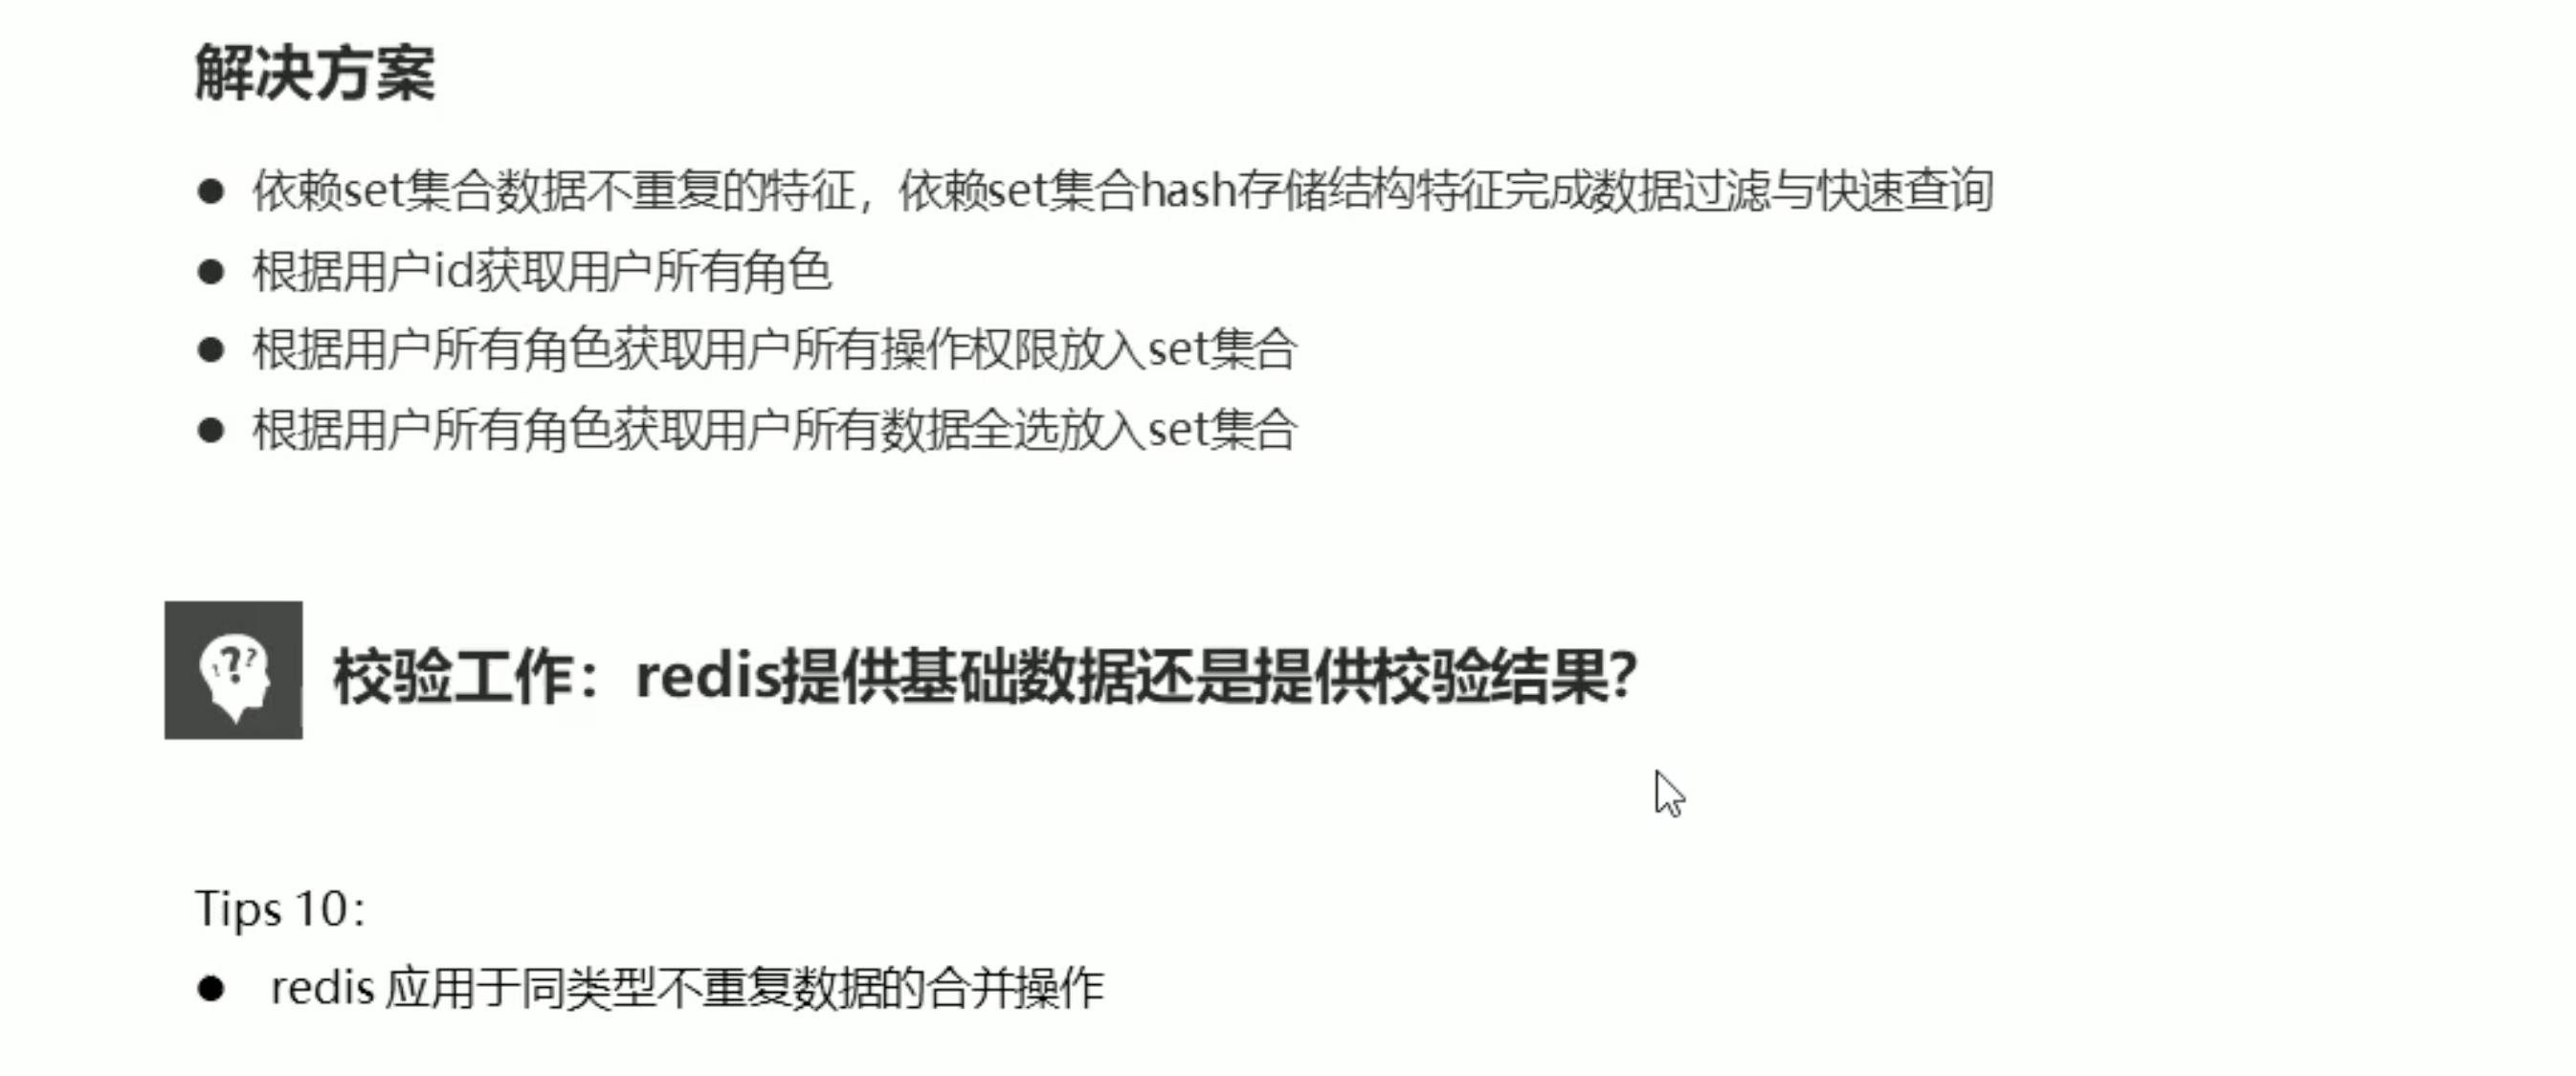 解决方案
● 依赖set集合数据不重复的特征，依赖set集合hash存储结构特征完成数据过滤与快速查询
● 根据用户id获取用户所有角色
● 根据用户所有角色获取用户所有操作权限放入set集合
● 根据用户所有角色获取用户所有数据全选放入set集合
校验工作：redis提供基础数据还是提供校验结果？
Tips 10：
● redis 应用于同类型不重复数据的合并操作